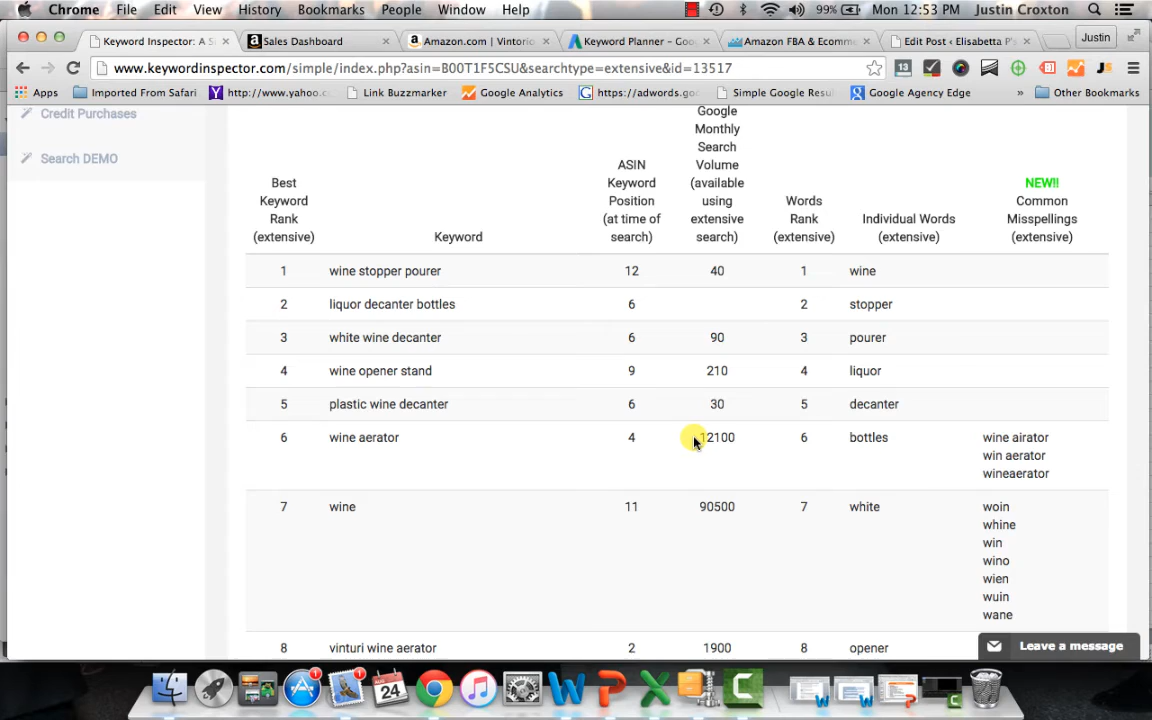 Chrome File Edit View History Bookmarks People Window Help 99% Mon 12:53 PM Justin Croxton
Keyword Inspector: A S Sales Dashboard Amazon.com | Vintorio Keyword Planner – Goo Amazon FBA & Ecomme Edit Post ‹ Elisabetta P's Justin
www.keywordinspector.com/simple/index.php?asin=B00T1F5CSU&searchtype=extensive&id=13517
Apps Imported From Safari http://www.yahoo.c Link Buzzmarker Google Analytics https://adwords.go Simple Google Resu Google Agency Edge » Other Bookmarks
Credit Purchases
Search DEMO
Best
Keyword
Rank
(extensive)
Keyword
ASIN
Keyword
Position
(at time of
search)
Google
Monthly
Search
Volume
(available
using
extensive
search)
Words
Rank
(extensive)
Individual Words
(extensive)
NEW!!
Common
Misspellings
(extensive)
1 wine stopper pourer 12 40 1 wine
2 liquor decanter bottles 6 2 stopper
3 white wine decanter 6 90 3 pourer
4 wine opener stand 9 210 4 liquor
5 plastic wine decanter 6 30 5 decanter
6 wine aerator 4 12100 6 bottles wine airator
win aerator
wineaerator
7 wine 11 90500 7 white woin
whine
win
wino
wien
wuin
wane
8 vinturi wine aerator 2 1900 8 opener
Leave a message
AUG
24